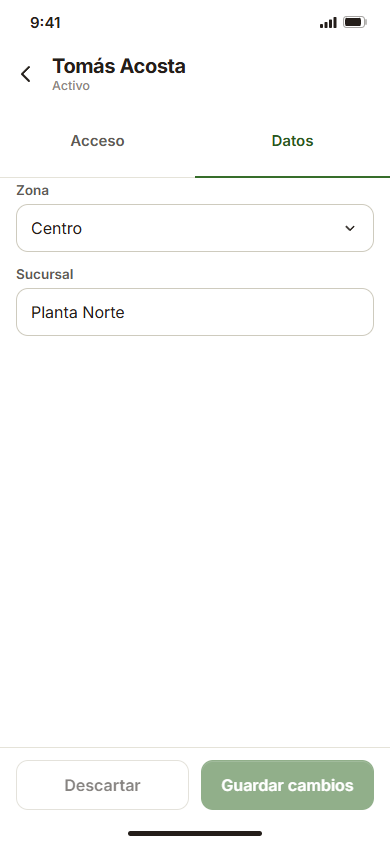 9:41
Tomás Acosta
Activo
Acceso
Datos
Zona
Centro
Sucursal
Planta Norte
Descartar
Guardar cambios